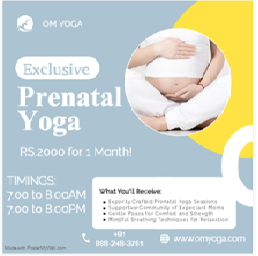 OMI YOGA
Exclusive
Prenatal
Yoga
RS.2000 for 1 Month!
TIMINGS:
7.00 to 8.00AM
7.00 to 8.00PM
What You'll Receive:
Expertly Crafted Prenatal Yoga Sessions
Supportive Community of Expectant Moms
Gentle Poses for Comfort and Strength
Mindful Breathing Techniques for Relaxation
+91
888-248-3261
www.omiyoga.com